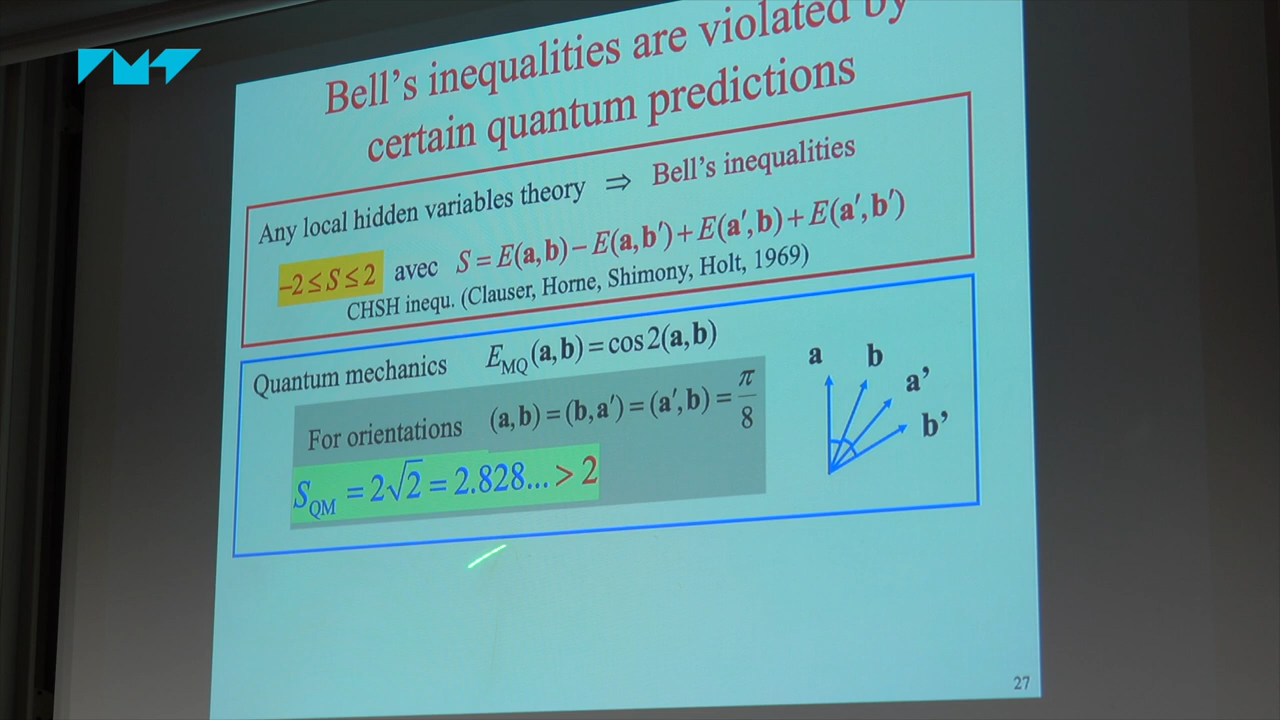 Bell's inequalities are violated by
certain quantum predictions
Any local hidden variables theory ⇒ Bell's inequalities
−2 ≤ S ≤ 2 avec S = E(a,b) − E(a,b′) + E(a′,b) + E(a′,b′)
CHSH inequ. (Clauser, Horne, Shimony, Holt, 1969)
Quantum mechanics E_MQ(a,b) = cos2(a,b)
For orientations (a,b) = (b,a′) = (a′,b) = π/8
S_QM = 2√2 = 2.828... > 2
a b a' b'
27